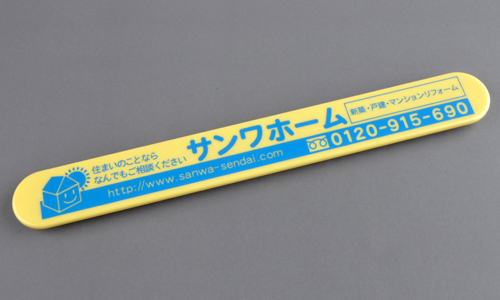 住まいのことなら
なんでもご相談ください
サンワホーム
新築・戸建・マンションリフォーム
http://www.sanwa-sendai.com
0120-915-690